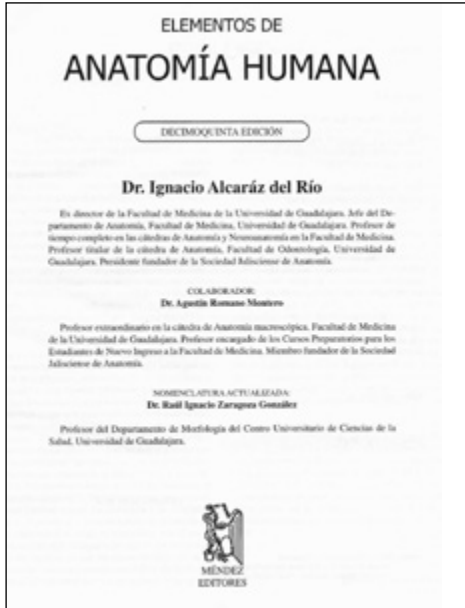 ELEMENTOS DE
ANATOMÍA HUMANA
DECIMOQUINTA EDICIÓN
Dr. Ignacio Alcaráz del Río
Ex director de la Facultad de Medicina de la Universidad de Guadalajara. Jefe del De-
partamento de Anatomía, Facultad de Medicina, Universidad de Guadalajara. Profesor de
tiempo completo en las cátedras de Anatomía y Neuroanatomía en la Facultad de Medicina.
Profesor titular de la cátedra de Anatomía, Facultad de Odontología, Universidad de
Guadalajara. Presidente fundador de la Sociedad Jalisciense de Anatomía.
COLABORADOR:
Dr. Agustín Romano Montero
Profesor extraordinario en la cátedra de Anatomía macroscópica. Facultad de Medicina
de la Universidad de Guadalajara. Profesor encargado de los Cursos Preparatorios para los
Estudiantes de Nuevo Ingreso a la Facultad de Medicina. Miembro fundador de la Sociedad
Jalisciense de Anatomía.
NOMENCLATURA ACTUALIZADA:
Dr. Raúl Ignacio Zaragoza González
Profesor del Departamento de Morfología del Centro Universitario de Ciencias de la
Salud, Universidad de Guadalajara.
MÉNDEZ
EDITORES